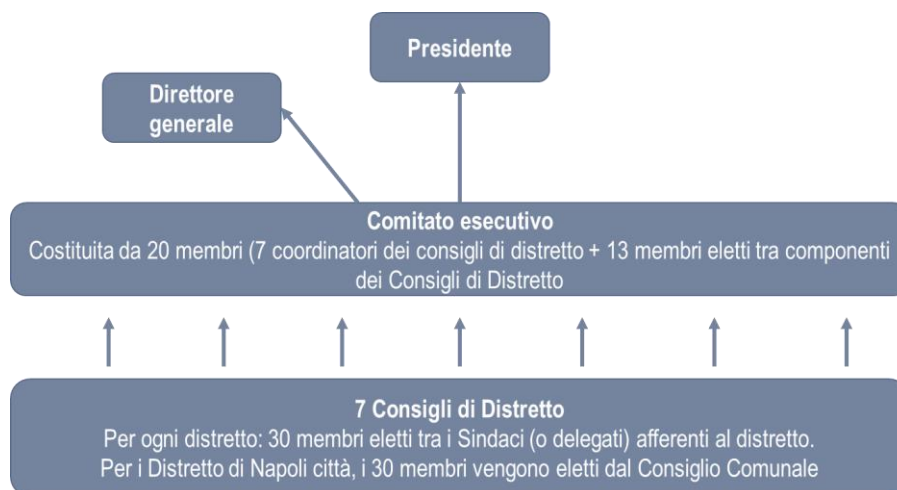 Presidente
Direttore
generale
Comitato esecutivo
Costituita da 20 membri (7 coordinatori dei consigli di distretto + 13 membri eletti tra componenti
dei Consigli di Distretto
7 Consigli di Distretto
Per ogni distretto: 30 membri eletti tra i Sindaci (o delegati) afferenti al distretto.
Per i Distretto di Napoli città, i 30 membri vengono eletti dal Consiglio Comunale